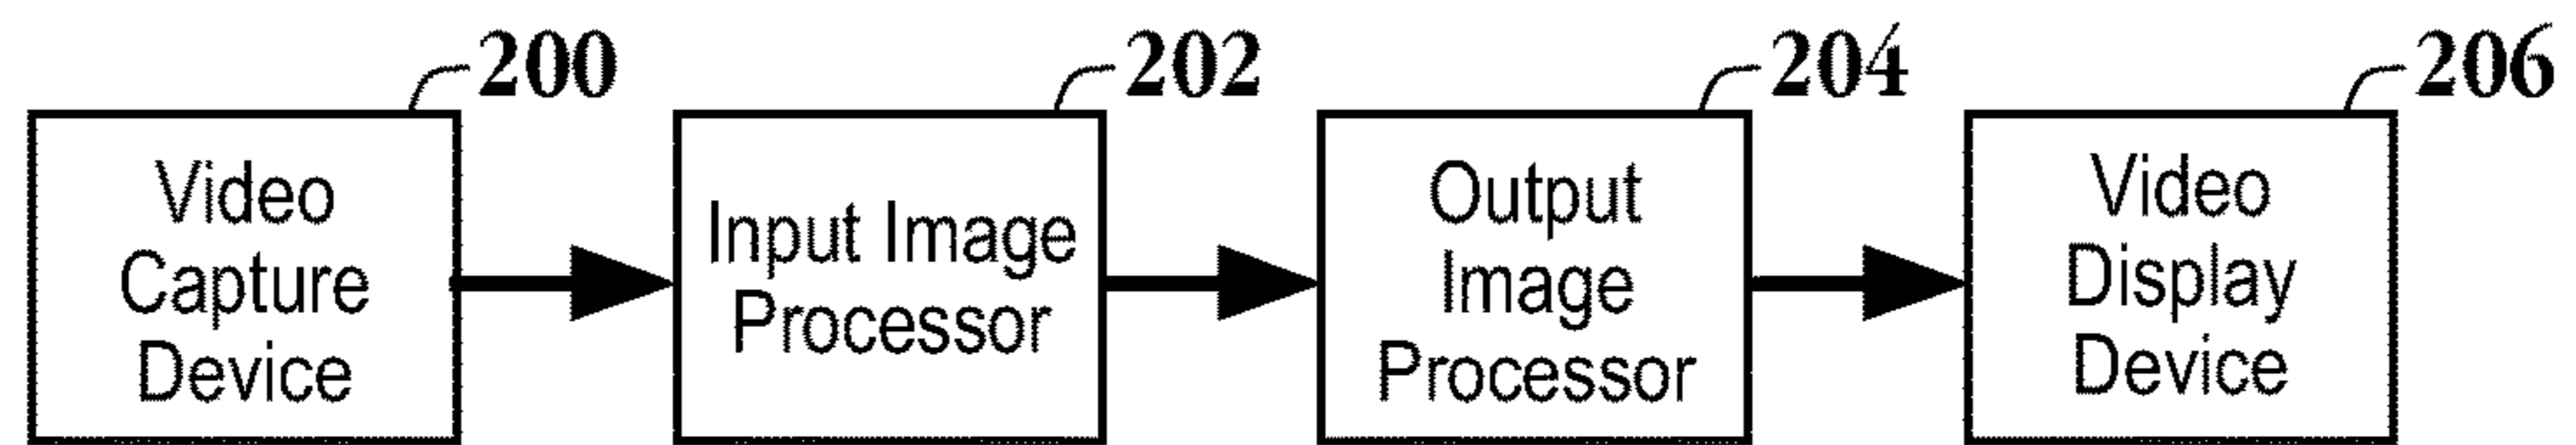 200
202
204
206
Video
Capture
Device
Input Image
Processor
Output
Image
Processor
Video
Display
Device